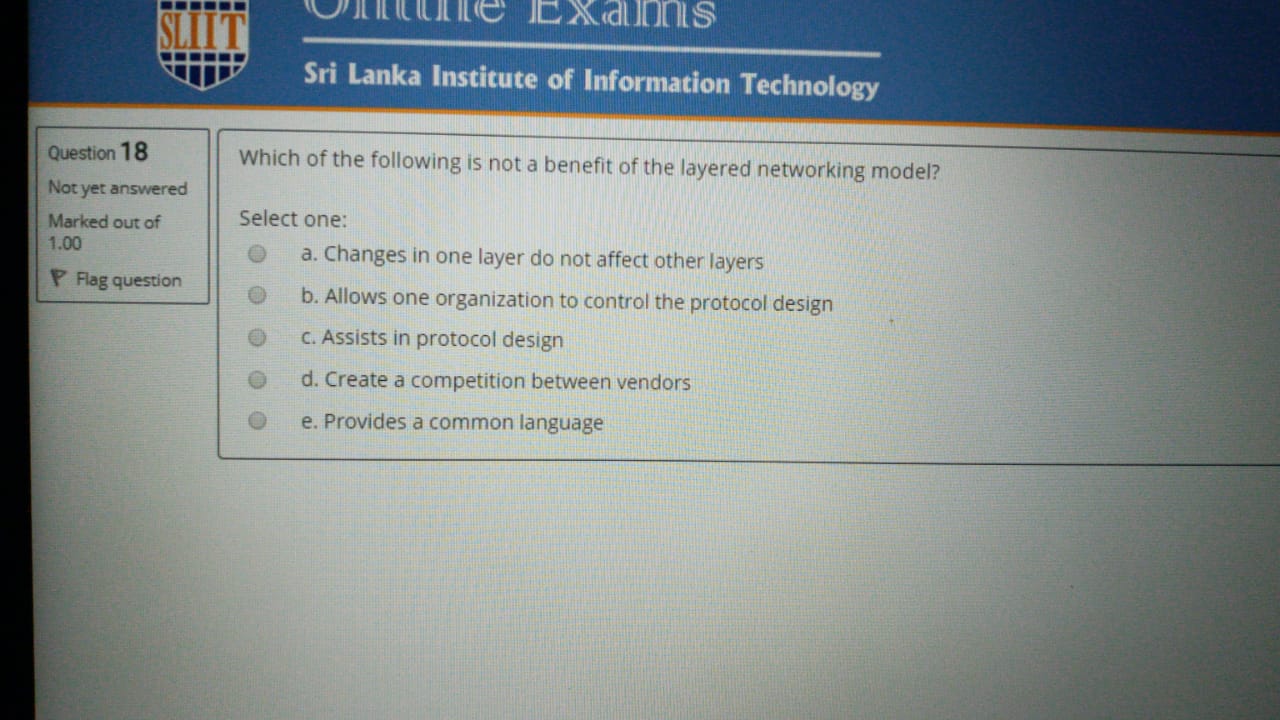 SLIIT
Online Exams
Sri Lanka Institute of Information Technology
Question 18
Not yet answered
Marked out of
1.00
Flag question
Which of the following is not a benefit of the layered networking model?
Select one:
a. Changes in one layer do not affect other layers
b. Allows one organization to control the protocol design
c. Assists in protocol design
d. Create a competition between vendors
e. Provides a common language